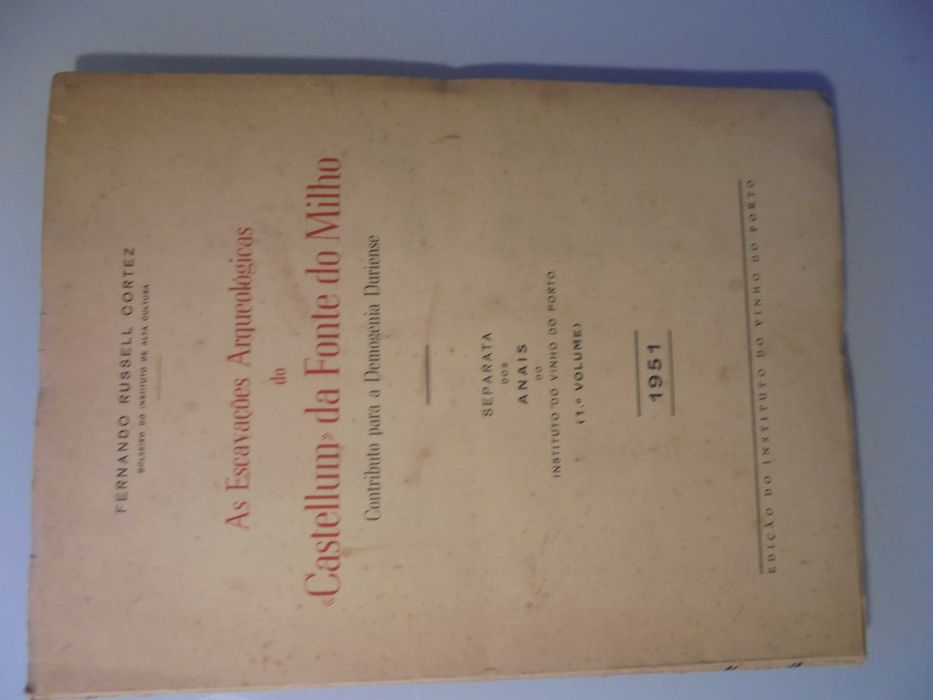 FERNANDO RUSSELL CORTEZ
BOLSEIRO DO INSTITUTO DE ALTA CULTURA
As Escavações Arqueológicas
do
«Castellum» da Fonte do Milho
Contributo para a Demogenia Duriense
SEPARATA
DOS
ANAIS
DO
INSTITUTO DO VINHO DO PORTO
(1.º VOLUME)
1951
EDIÇÃO DO INSTITUTO DO VINHO DO PORTO